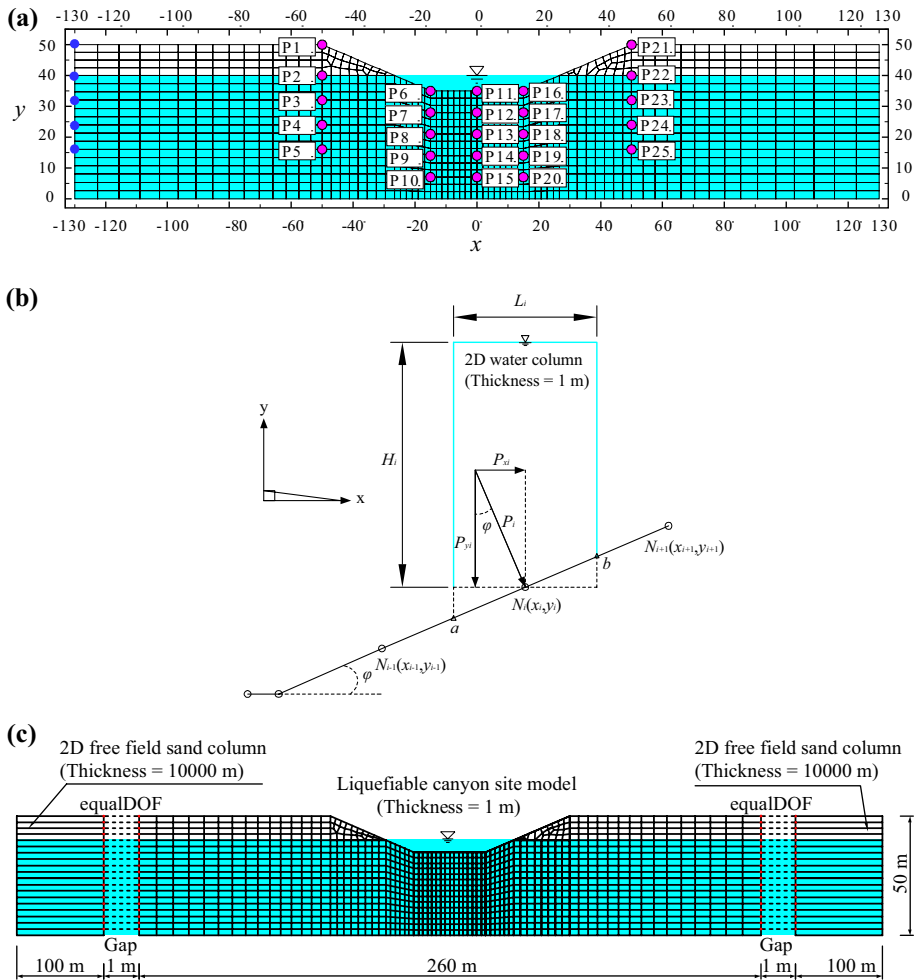 (a)
-130 -120 -100 -80 -60 -40 -20 0 20 40 60 80 100 120 130
50 P1 P21 50
40 P2 P22 40
P6 P11 P16
30 P3 P23 30
y P7 P12 P17
20 P4 P8 P13 P18 P24 20
P5 P9 P14 P19 P25
10 P10 P15 P20 10
0 0
-130 -120 -100 -80 -60 -40 -20 0 20 40 60 80 100 120 130
x
(b)
Li
2D water column
(Thickness = 1 m)
y
Hi
Pxi
x
φ Pi
Pyi
Ni+1(xi+1,yi+1)
b
Ni(xi,yi)
a
Ni-1(xi-1,yi-1)
φ
(c)
2D free field sand column
(Thickness = 10000 m)
equalDOF
Liquefiable canyon site model
(Thickness = 1 m)
2D free field sand column
(Thickness = 10000 m)
equalDOF
50 m
Gap Gap
100 m 1 m 260 m 1 m 100 m